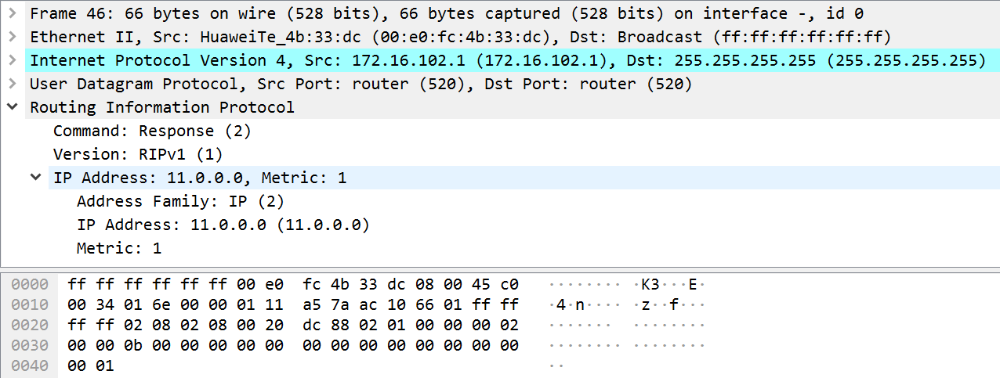 Frame 46: 66 bytes on wire (528 bits), 66 bytes captured (528 bits) on interface -, id 0
Ethernet II, Src: HuaweiTe_4b:33:dc (00:e0:fc:4b:33:dc), Dst: Broadcast (ff:ff:ff:ff:ff:ff)
Internet Protocol Version 4, Src: 172.16.102.1 (172.16.102.1), Dst: 255.255.255.255 (255.255.255.255)
User Datagram Protocol, Src Port: router (520), Dst Port: router (520)
Routing Information Protocol
Command: Response (2)
Version: RIPv1 (1)
IP Address: 11.0.0.0, Metric: 1
Address Family: IP (2)
IP Address: 11.0.0.0 (11.0.0.0)
Metric: 1
0000 ff ff ff ff ff ff 00 e0 fc 4b 33 dc 08 00 45 c0 ········ ·K3···E·
0010 00 34 01 6e 00 00 01 11 a5 7a ac 10 66 01 ff ff ·4·n···· ·z··f···
0020 ff ff 02 08 02 08 00 20 dc 88 02 01 00 00 00 02 ······· ········
0030 00 00 0b 00 00 00 00 00 00 00 00 00 00 00 00 00 ········ ········
0040 00 01 ··